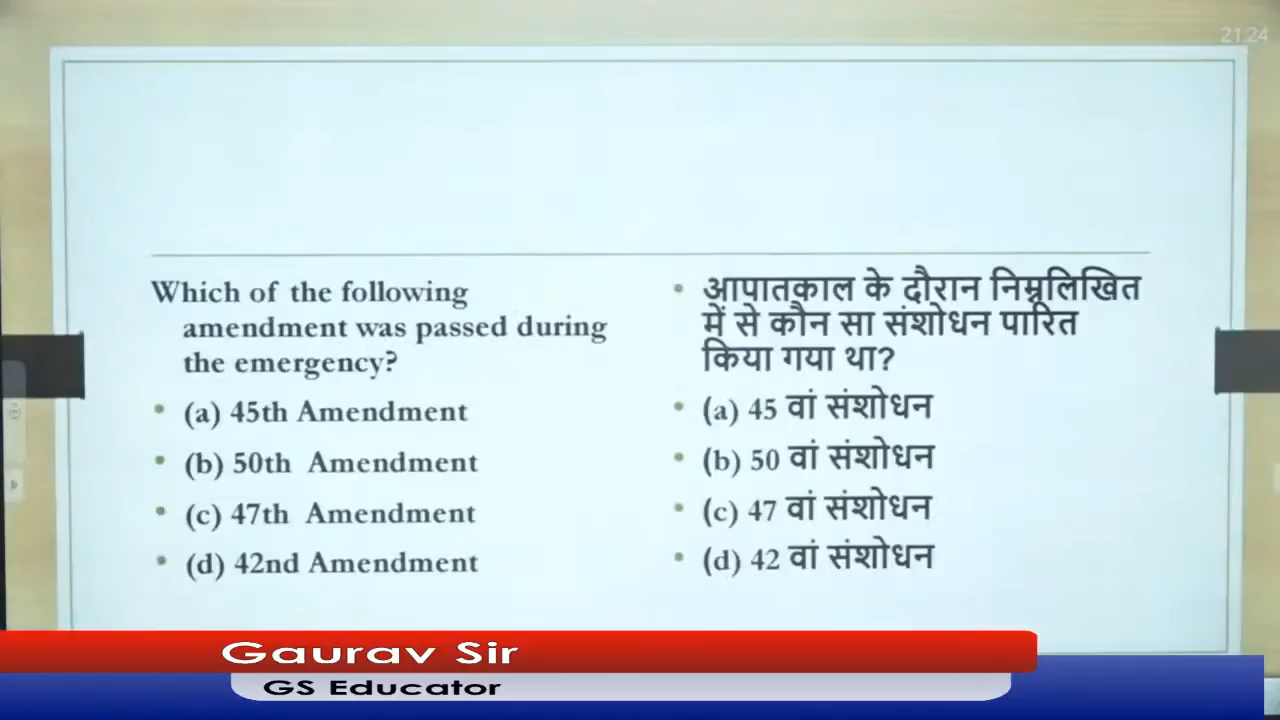 21:24
Which of the following
amendment was passed during
the emergency?
• (a) 45th Amendment
• (b) 50th Amendment
• (c) 47th Amendment
• (d) 42nd Amendment
• आपातकाल के दौरान निम्नलिखित
में से कौन सा संशोधन पारित
किया गया था?
• (a) 45 वां संशोधन
• (b) 50 वां संशोधन
• (c) 47 वां संशोधन
• (d) 42 वां संशोधन
Gaurav Sir
GS Educator